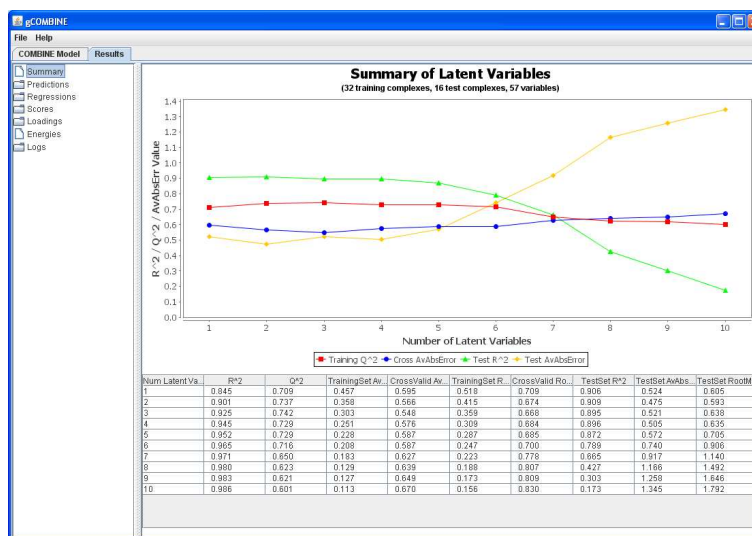 gCOMBINE
File Help
COMBINE Model Results
Summary
Predictions
Regressions
Scores
Loadings
Energies
Logs
Summary of Latent Variables
(32 training complexes, 16 test complexes, 57 variables)
R^2 / Q^2 / AvAbsErr Value
1.4
1.3
1.2
1.1
1.0
0.9
0.8
0.7
0.6
0.5
0.4
0.3
0.2
0.1
0.0
1 2 3 4 5 6 7 8 9 10
Number of Latent Variables
Training Q^2 Cross AvAbsError Test R^2 Test AvAbsError
Num Latent Va... R^2 Q^2 TrainingSet Av... CrossValid Av... TrainingSet R... CrossValid Ro... TestSet R^2 TestSet AvAbs... TestSet RootM
1 0.845 0.709 0.457 0.595 0.518 0.709 0.906 0.524 0.605
2 0.901 0.737 0.358 0.566 0.415 0.674 0.909 0.475 0.593
3 0.925 0.742 0.303 0.548 0.359 0.668 0.895 0.521 0.638
4 0.945 0.729 0.251 0.576 0.309 0.684 0.896 0.505 0.635
5 0.952 0.729 0.228 0.587 0.287 0.685 0.872 0.572 0.705
6 0.965 0.716 0.208 0.587 0.247 0.700 0.789 0.740 0.906
7 0.971 0.650 0.183 0.627 0.223 0.778 0.665 0.917 1.140
8 0.980 0.623 0.129 0.639 0.188 0.807 0.427 1.166 1.492
9 0.983 0.621 0.127 0.649 0.173 0.809 0.303 1.258 1.646
10 0.986 0.601 0.113 0.670 0.156 0.830 0.173 1.345 1.792